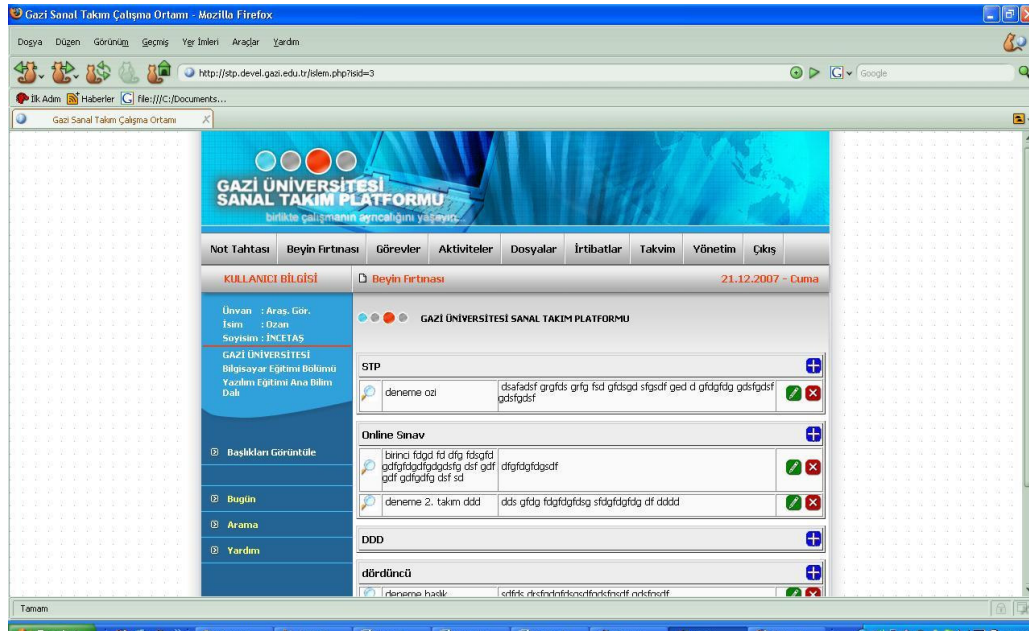 Gazi Sanal Takım Çalışma Ortamı - Mozilla Firefox
Dosya Düzen Görünüm Geçmiş Yer İmleri Araçlar Yardım
http://stp.devel.gazi.edu.tr/islem.php?isid=3
Google
İlk Adım Haberler file:///C:/Documents...
Gazi Sanal Takım Çalışma Ortamı
GAZİ ÜNİVERSİTESİ
SANAL TAKIM PLATFORMU
birlikte çalışmanın ayrıcalığını yaşayın...
Not Tahtası Beyin Fırtınası Görevler Aktiviteler Dosyalar İrtibatlar Takvim Yönetim Çıkış
KULLANICI BİLGİSİ Beyin Fırtınası 21.12.2007 - Cuma
Ünvan : Araş. Gör.
İsim : Ozan
Soyisim : İNCETAŞ
GAZİ ÜNİVERSİTESİ
Bilgisayar Eğitimi Bölümü
Yazılım Eğitimi Ana Bilim
Dalı
Başlıkları Görüntüle
Bugün
Arama
Yardım
GAZİ ÜNİVERSİTESİ SANAL TAKIM PLATFORMU
STP
deneme ozi
dsafadsf grgfds grfg fsd gfdsgd sfgsdf ged d gfdgfdg gdsfgdsf
gdsfgdsf
Online Sınav
birinci fdgd fd dfg fdsgfd
gdfgfdgdfgdgdsfg dsf gdf
gdf gdfgdfg dsf sd
dfgfdgfdgsdf
deneme 2. takım ddd
dds gfdg fdgfdgfdsg sfdgfdgfdg df dddd
DDD
dördüncü
deneme başlık
Tamam